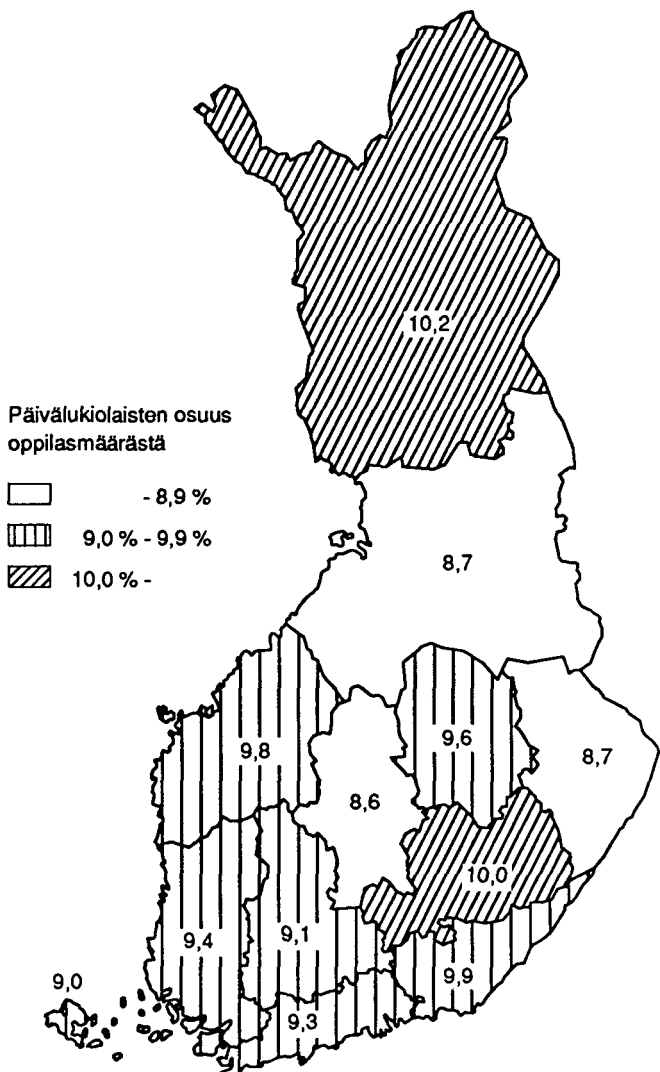 10,2
Päivälukiolaisten osuus
oppilasmäärästä
- 8,9 %
9,0 % - 9,9 %
10,0 % -
8,7
9,8
9,6
8,7
8,6
10,0
9,4
9,1
9,9
9,0
9,3